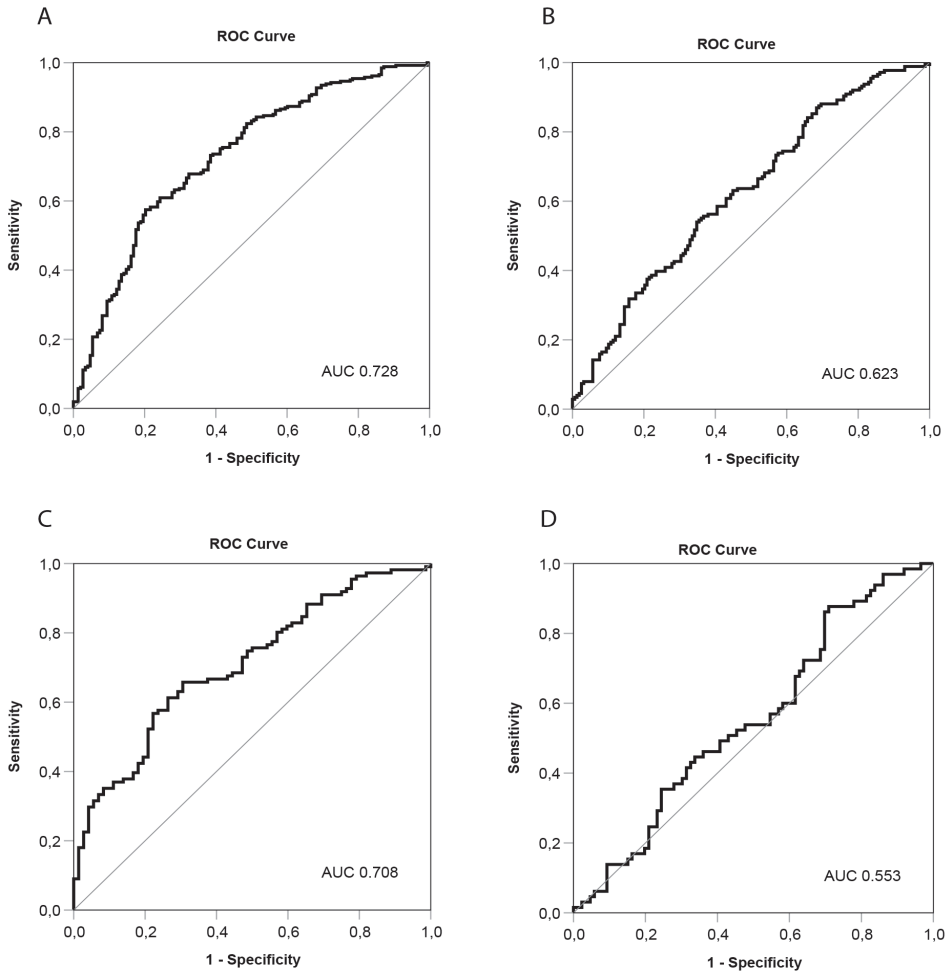 A
ROC Curve
1,0
0,8
0,6
0,4
0,2
0,0
Sensitivity
AUC 0.728
0,0 0,2 0,4 0,6 0,8 1,0
1 - Specificity
B
ROC Curve
1,0
0,8
0,6
0,4
0,2
0,0
Sensitivity
AUC 0.623
0,0 0,2 0,4 0,6 0,8 1,0
1 - Specificity
C
ROC Curve
1,0
0,8
0,6
0,4
0,2
0,0
Sensitivity
AUC 0.708
0,0 0,2 0,4 0,6 0,8 1,0
1 - Specificity
D
ROC Curve
1,0
0,8
0,6
0,4
0,2
0,0
Sensitivity
AUC 0.553
0,0 0,2 0,4 0,6 0,8 1,0
1 - Specificity